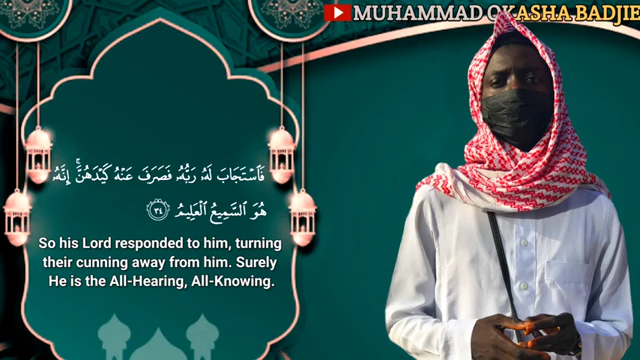 MUHAMMAD OKASHA BADJIE
فَٱسْتَجَابَ لَهُۥ رَبُّهُۥ فَصَرَفَ عَنْهُ كَيْدَهُنَّ ۚ إِنَّهُۥ
هُوَ ٱلسَّمِيعُ ٱلْعَلِيمُ ٣٤
So his Lord responded to him, turning
their cunning away from him. Surely
He is the All-Hearing, All-Knowing.